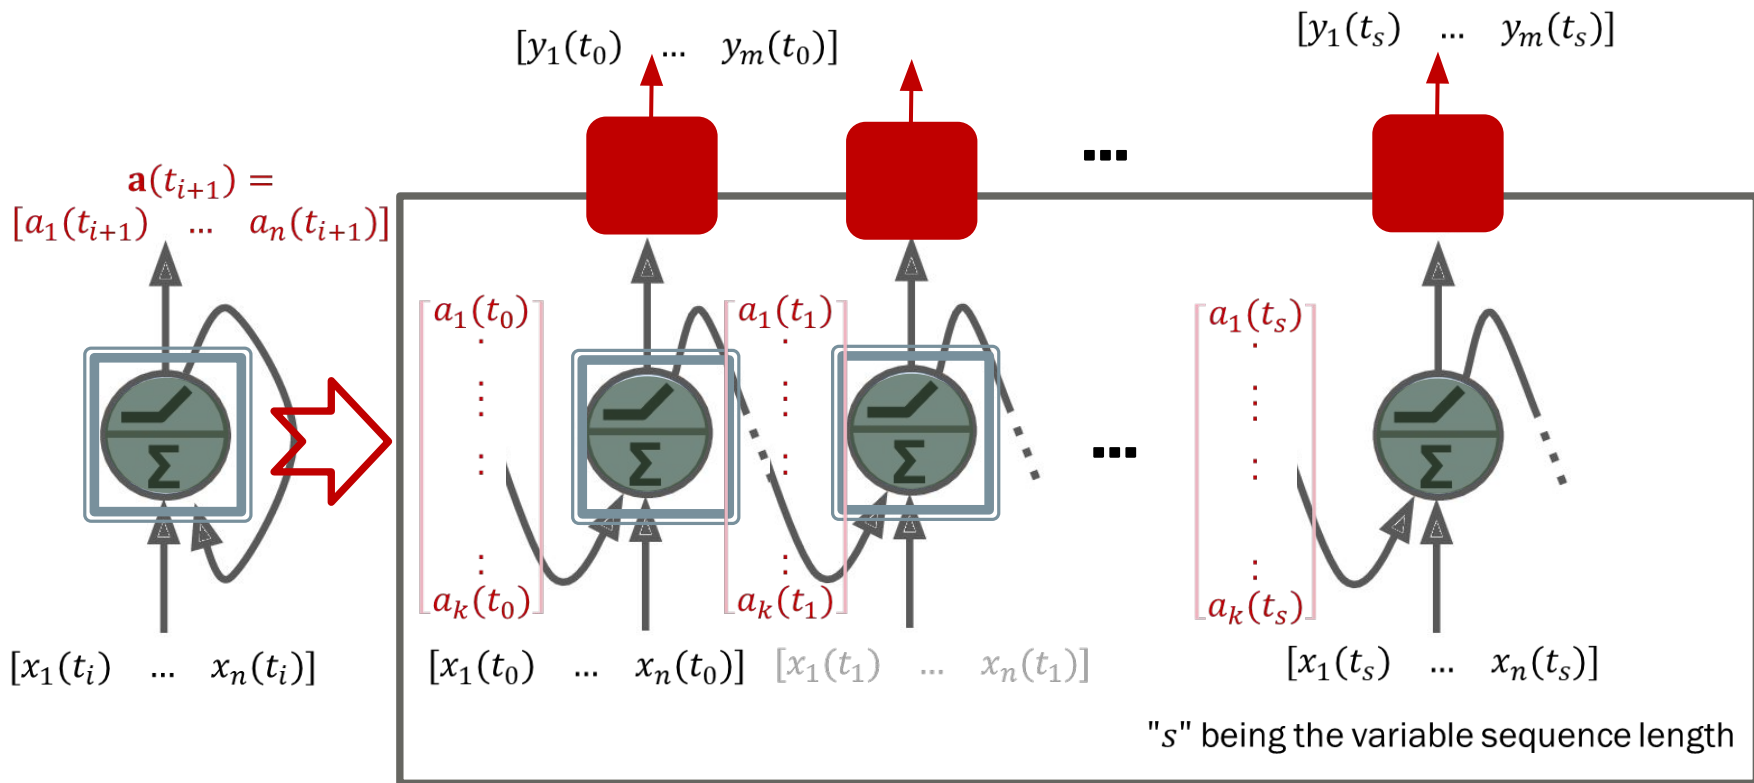 [y₁(t₀) ... yₘ(t₀)]
[y₁(tₛ) ... yₘ(tₛ)]
...
𝐚(tᵢ₊₁) =
[a₁(tᵢ₊₁) ... aₙ(tᵢ₊₁)]
a₁(t₀)
⋮
aₖ(t₀)
a₁(t₁)
⋮
aₖ(t₁)
a₁(tₛ)
⋮
aₖ(tₛ)
Σ
Σ
Σ
...
Σ
[x₁(tᵢ) ... xₙ(tᵢ)]
[x₁(t₀) ... xₙ(t₀)]
[x₁(t₁) ... xₙ(t₁)]
[x₁(tₛ) ... xₙ(tₛ)]
"s" being the variable sequence length